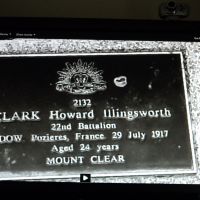 2132
CLARK Howard Illingsworth
22nd Battalion
DOW Pozieres, France 29 July 1917
Aged 24 years
MOUNT CLEAR